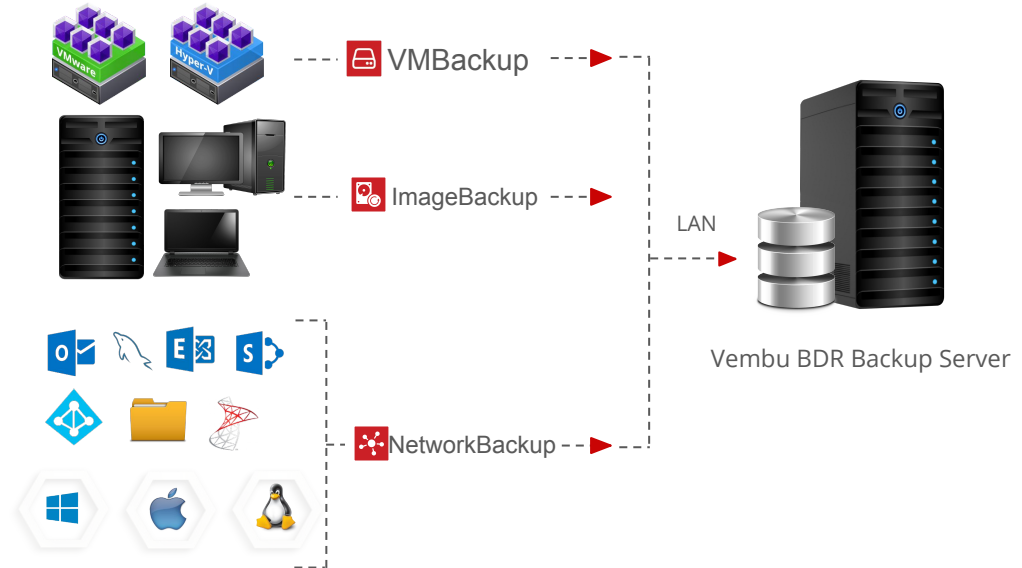 VMware
Hyper-V
VMBackup
ImageBackup
LAN
Vembu BDR Backup Server
O
E
S
NetworkBackup